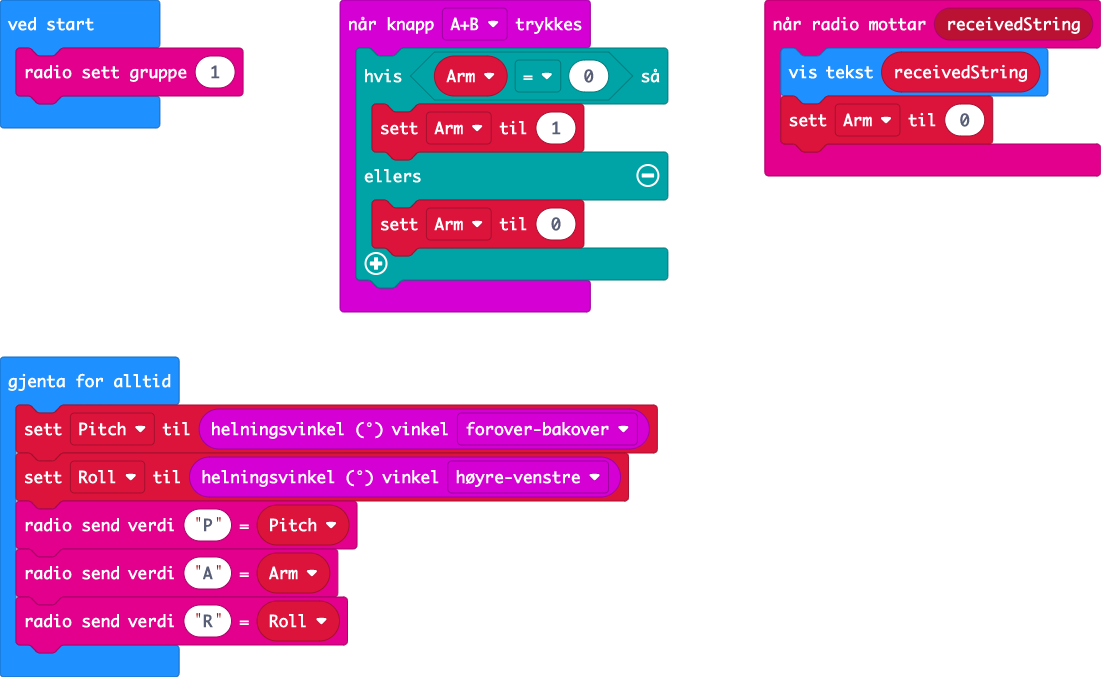 ved start
radio sett gruppe 1
når knapp A+B trykkes
hvis Arm = 0 så
sett Arm til 1
ellers
sett Arm til 0
når radio mottar receivedString
vis tekst receivedString
sett Arm til 0
gjenta for alltid
sett Pitch til helningsvinkel (°) vinkel forover-bakover
sett Roll til helningsvinkel (°) vinkel høyre-venstre
radio send verdi "P" = Pitch
radio send verdi "A" = Arm
radio send verdi "R" = Roll